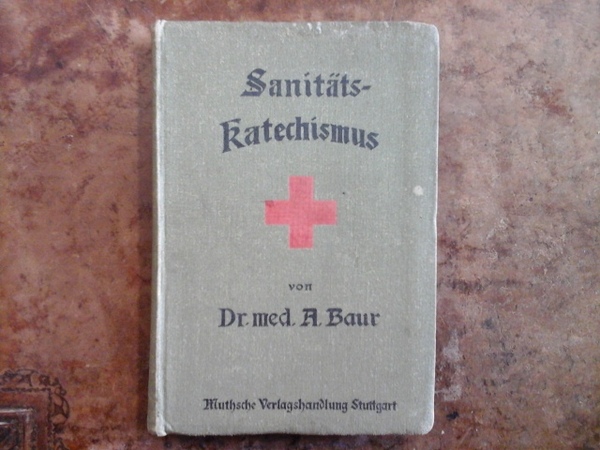 Sanitäts-
Katechismus
von
Dr. med. A. Baur
Muthsche Verlagshandlung Stuttgart